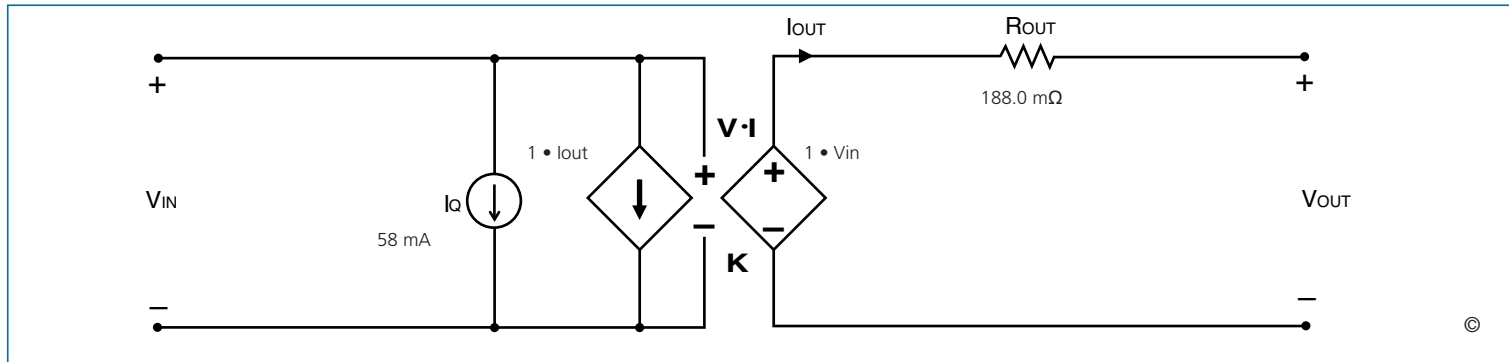 IOUT
ROUT
+
+
188.0 mΩ
V·I
1 • Iout
1 • Vin
+
+
VIN
IQ
VOUT
58 mA
–
–
K
–
–
©